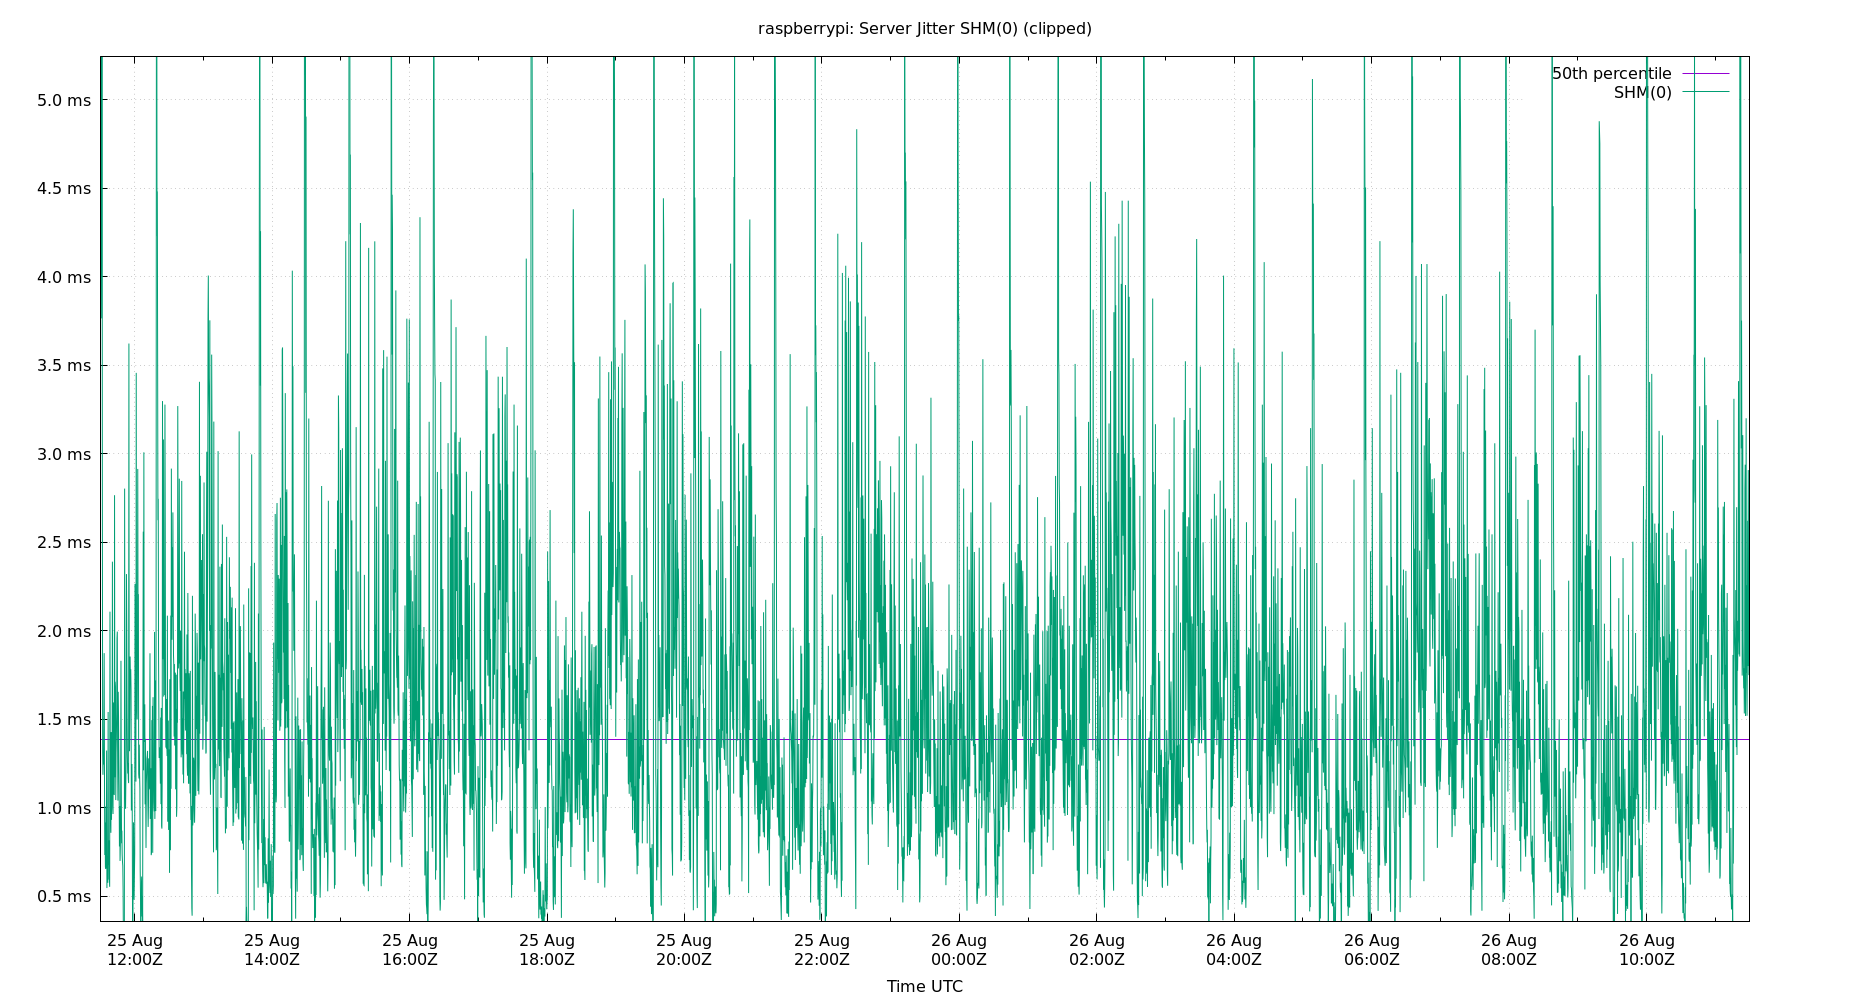 raspberrypi: Server Jitter SHM(0) (clipped)
50th percentile
SHM(0)
5.0 ms
4.5 ms
4.0 ms
3.5 ms
3.0 ms
2.5 ms
2.0 ms
1.5 ms
1.0 ms
0.5 ms
25 Aug 25 Aug 25 Aug 25 Aug 25 Aug 25 Aug 26 Aug 26 Aug 26 Aug 26 Aug 26 Aug 26 Aug
12:00Z 14:00Z 16:00Z 18:00Z 20:00Z 22:00Z 00:00Z 02:00Z 04:00Z 06:00Z 08:00Z 10:00Z
Time UTC